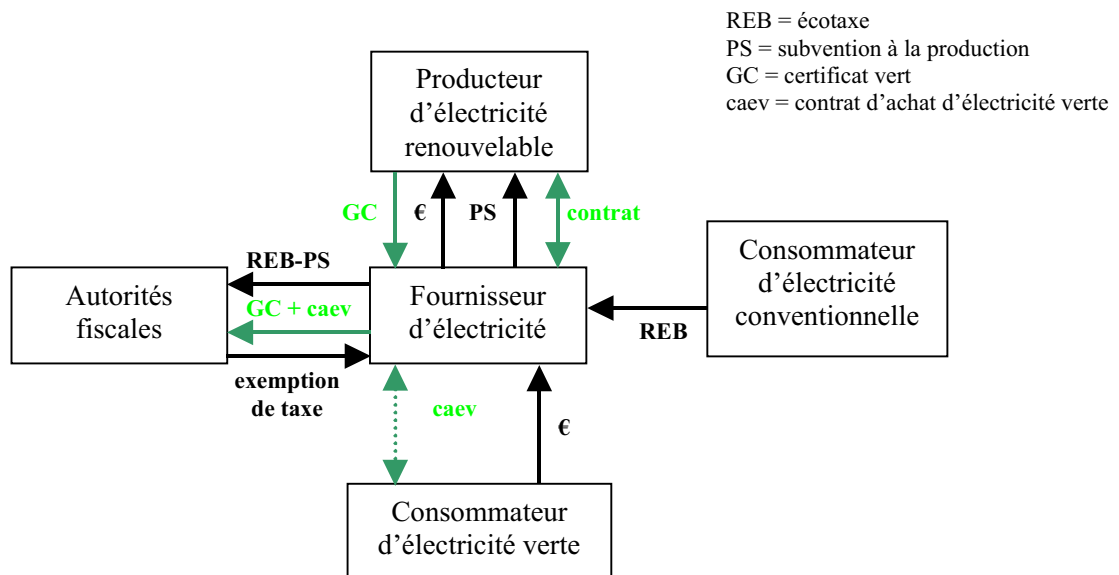 REB = écotaxe
PS = subvention à la production
GC = certificat vert
caev = contrat d’achat d’électricité verte
Producteur
d’électricité
renouvelable
GC
€
PS
contrat
Consommateur
d’électricité
conventionnelle
REB-PS
Autorités
fiscales
GC + caev
Fournisseur
d’électricité
REB
exemption
de taxe
caev
€
Consommateur
d’électricité verte